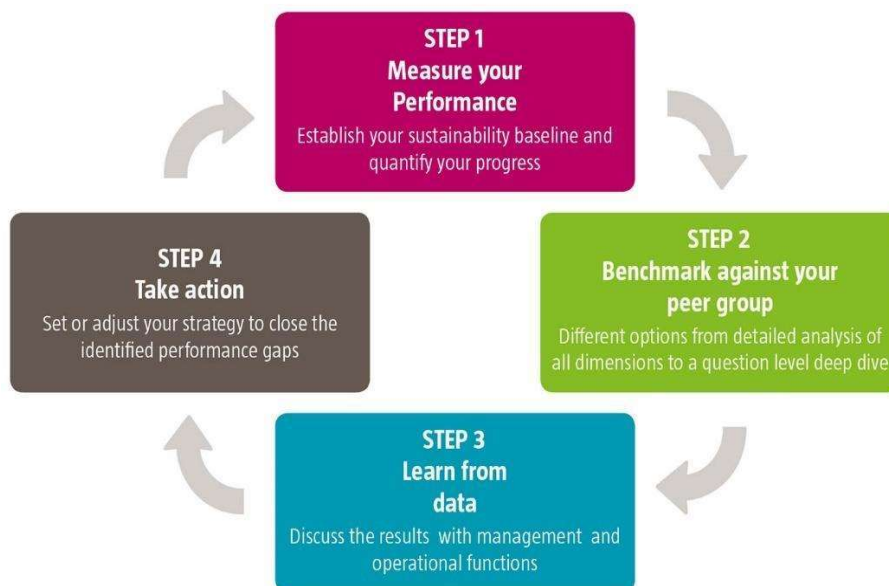 STEP 1
Measure your
Performance
Establish your sustainability baseline and
quantify your progress
STEP 2
Benchmark against your
peer group
Different options from detailed analysis of
all dimensions to a question level deep dive
STEP 3
Learn from
data
Discuss the results with management and
operational functions
STEP 4
Take action
Set or adjust your strategy to close the
identified performance gaps